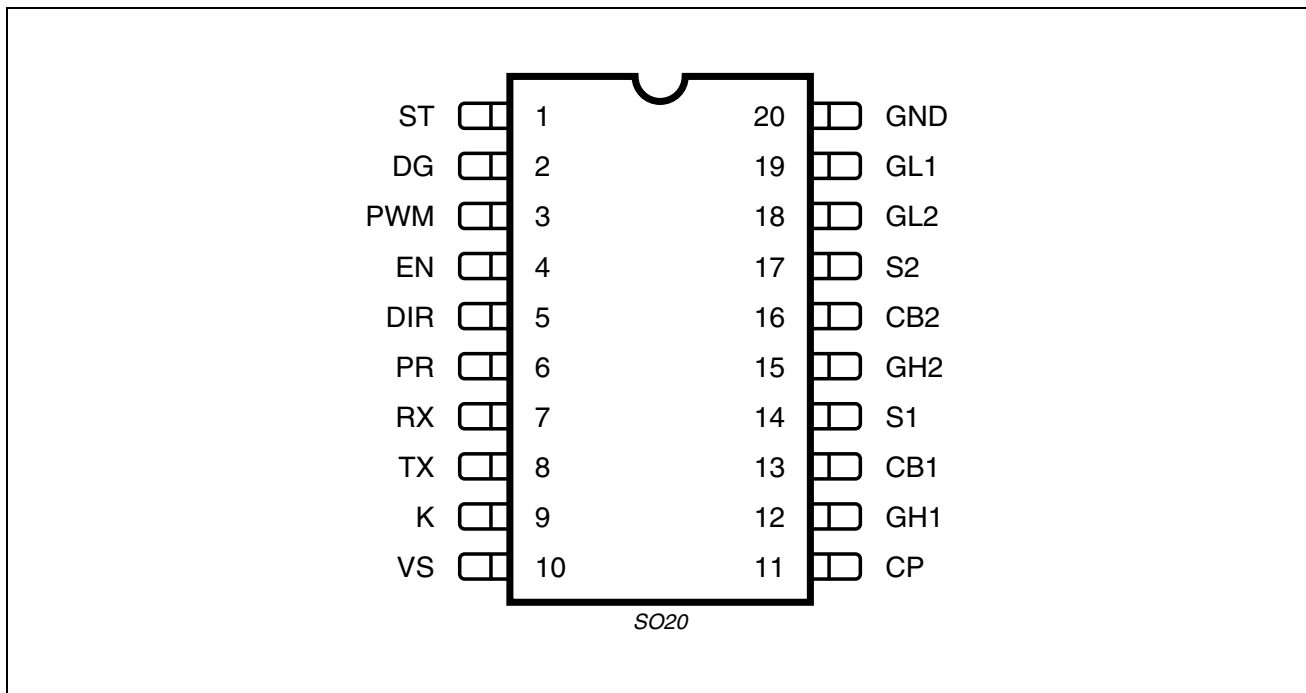 ST 1 20 GND
DG 2 19 GL1
PWM 3 18 GL2
EN 4 17 S2
DIR 5 16 CB2
PR 6 15 GH2
RX 7 14 S1
TX 8 13 CB1
K 9 12 GH1
VS 10 11 CP
SO20